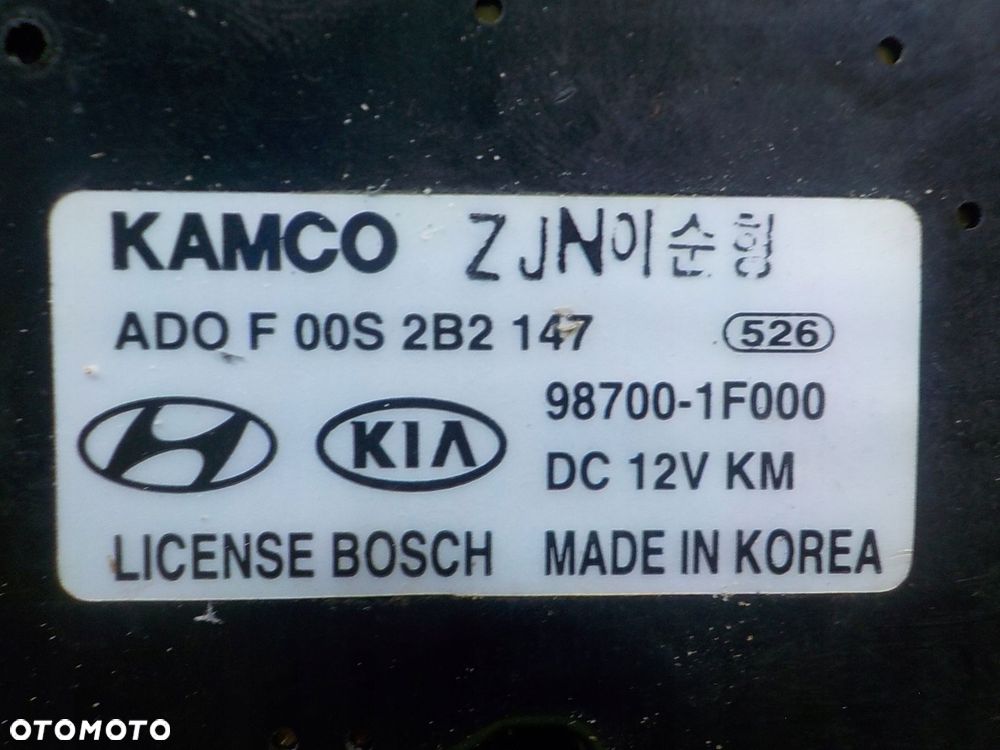 KAMCO ZJN이순형
ADO F 00S 2B2 147 526
KIA 98700-1F000
DC 12V KM
LICENSE BOSCH MADE IN KOREA
OTOMOTO